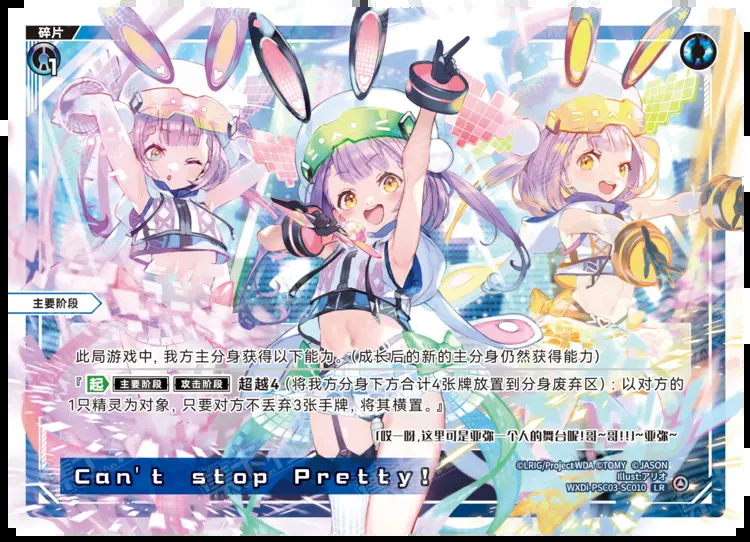 碎片
1
主要阶段
此局游戏中，我方主分身获得以下能力。（成长后的新的主分身仍然获得能力）
『 起 主要阶段 攻击阶段 超越4（将我方分身下方合计4张牌放置到分身废弃区）：以对方的
1只精灵为对象，只要对方不丢弃3张手牌，将其横置。』
「哎呀呀,这里可是亚弥一个人的舞台呢!哥~哥!!」~亚弥~
Can't stop Pretty!
©LRIG/ProjectWDA ©TOMY ©JASON
Illust:アリオ
WXDi-PSC03-SC010 LR